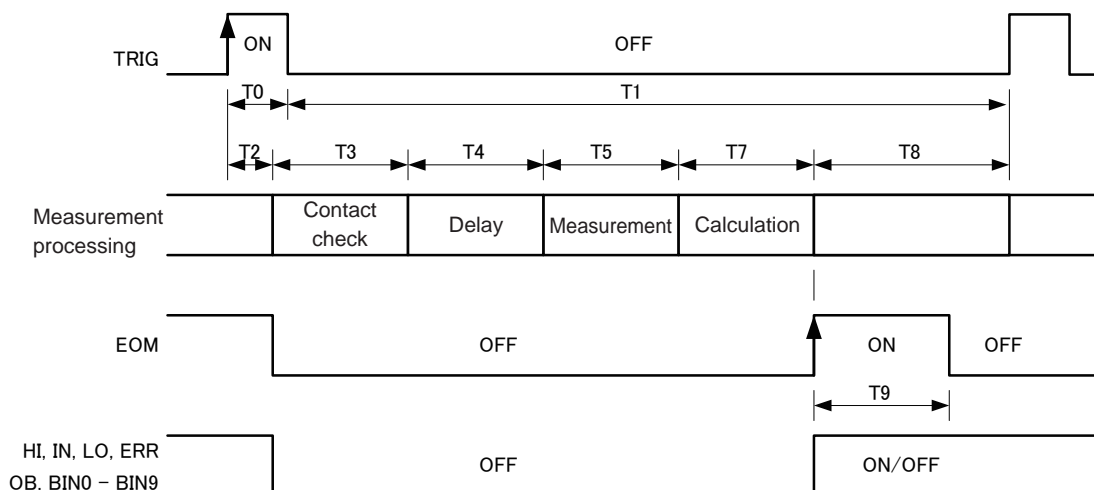 TRIG
ON
OFF
T0
T1
T2
T3
T4
T5
T7
T8
Measurement
processing
Contact
check
Delay
Measurement
Calculation
EOM
OFF
ON
OFF
T9
HI, IN, LO, ERR
OB, BIN0 - BIN9
OFF
ON/OFF